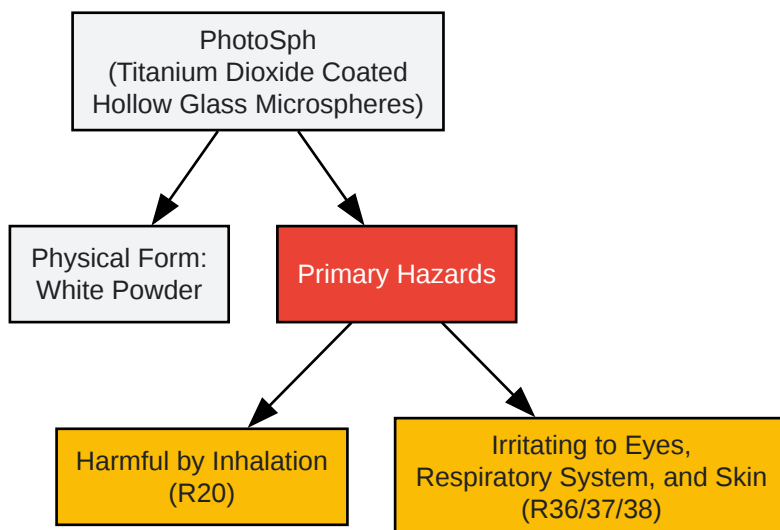 PhotoSph
(Titanium Dioxide Coated
Hollow Glass Microspheres)
Physical Form:
White Powder
Primary Hazards
Harmful by Inhalation
(R20)
Irritating to Eyes,
Respiratory System, and Skin
(R36/37/38)